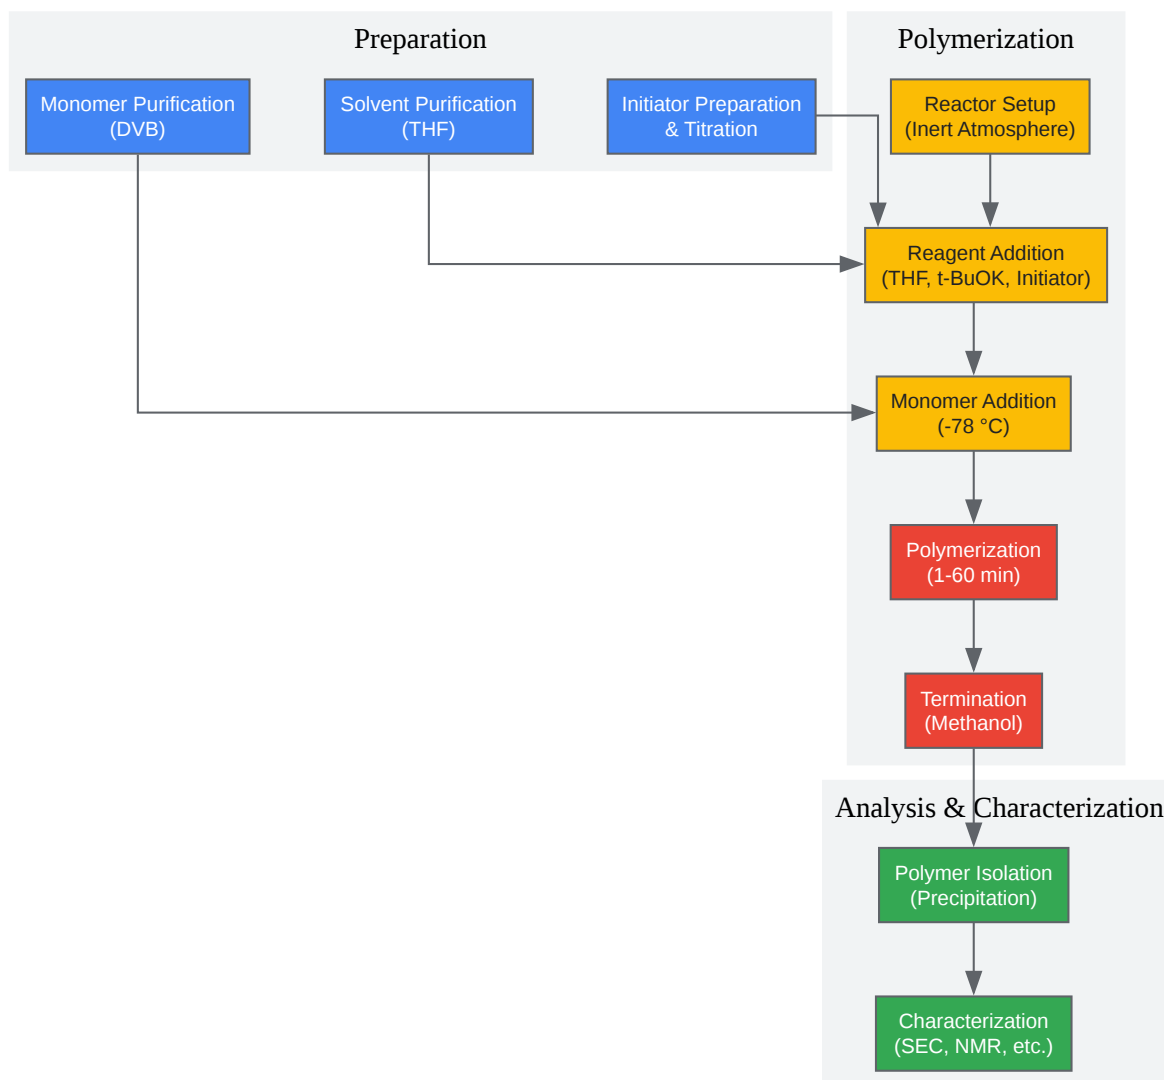 Preparation
Monomer Purification
(DVB)
Solvent Purification
(THF)
Initiator Preparation
& Titration
Polymerization
Reactor Setup
(Inert Atmosphere)
Reagent Addition
(THF, t-BuOK, Initiator)
Monomer Addition
(-78 °C)
Polymerization
(1-60 min)
Termination
(Methanol)
Analysis & Characterization
Polymer Isolation
(Precipitation)
Characterization
(SEC, NMR, etc.)